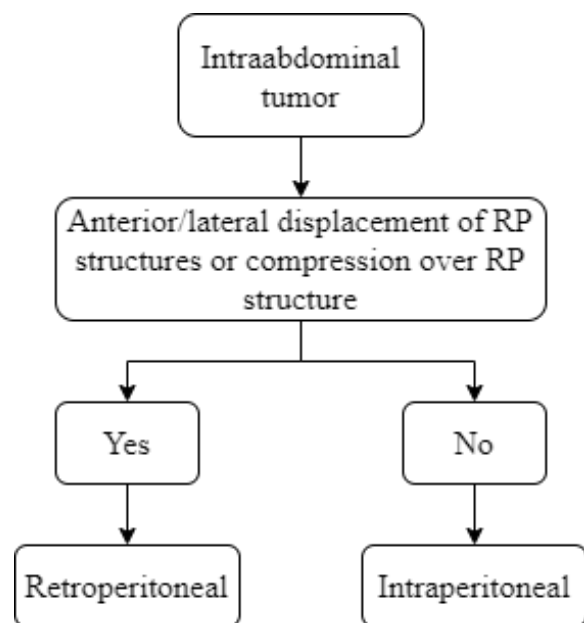 Intraabdominal
tumor
Anterior/lateral displacement of RP
structures or compression over RP
structure
Yes
No
Retroperitoneal
Intraperitoneal